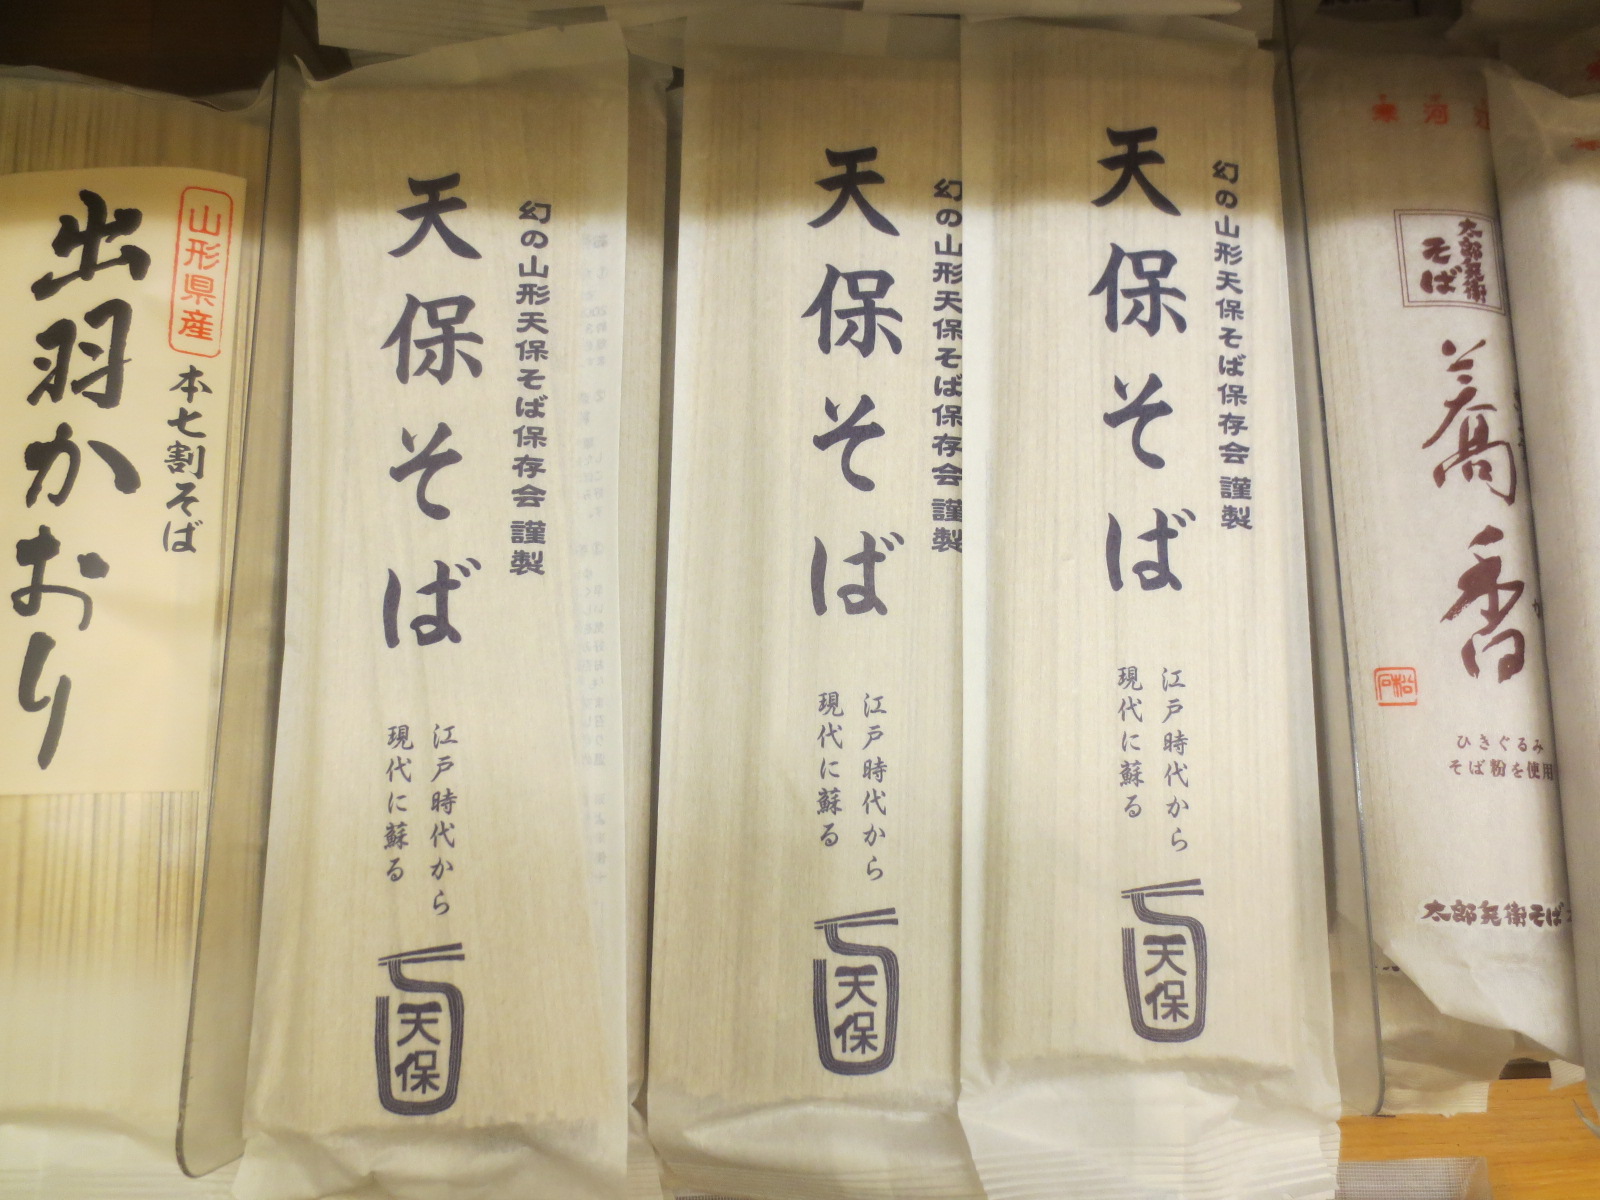 山形県産
本七割そば
出羽かおり
幻の山形天保そば保存会 謹製
天保そば
江戸時代から
現代に蘇る
天保
幻の山形天保そば保存会 謹製
天保そば
江戸時代から
現代に蘇る
天保
幻の山形天保そば保存会 謹製
天保そば
江戸時代から
現代に蘇る
天保
太郎兵衛
そば
蕎香
ひきぐるみ
そば粉を使用
太郎兵衛そば